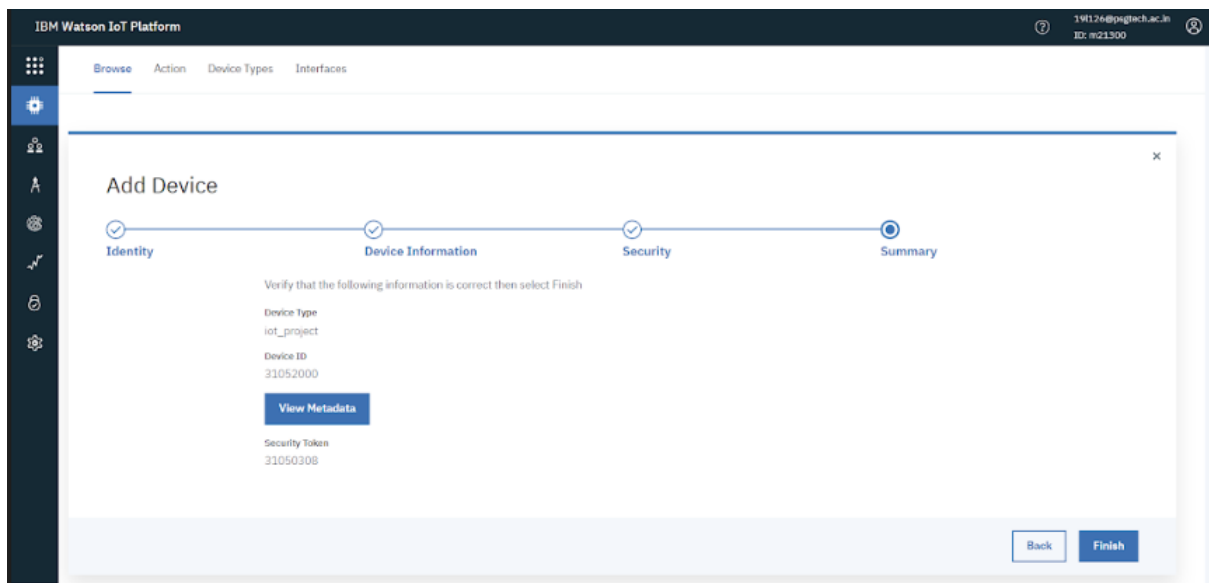 IBM Watson IoT Platform
19l126@psgtech.ac.in
ID: m21300
Browse Action Device Types Interfaces
Add Device
Identity Device Information Security Summary
Verify that the following information is correct then select Finish
Device Type
iot_project
Device ID
31052000
View Metadata
Security Token
31050308
Back Finish